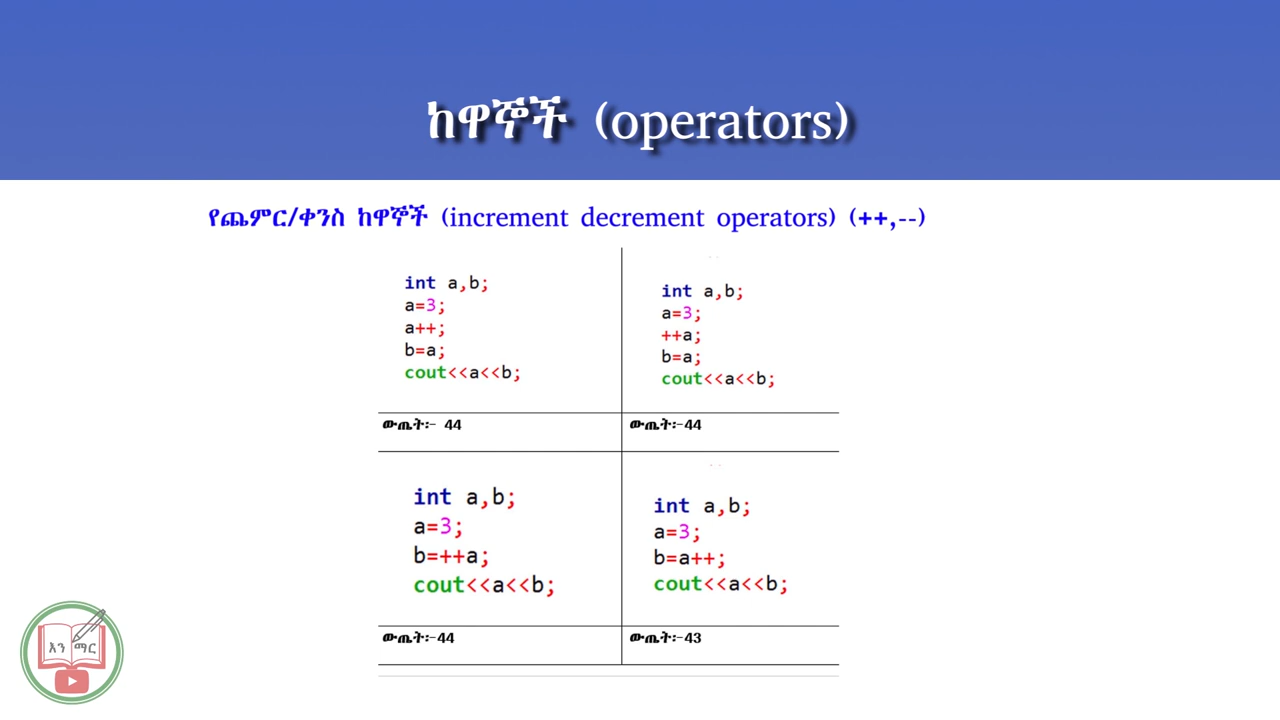 ከዋኞች (operators)
የጨምር/ቀንስ ከዋኞች (increment decrement operators) (++,--)
int a,b;
a=3;
a++;
b=a;
cout<<a<<b;
int a,b;
a=3;
++a;
b=a;
cout<<a<<b;
ውጤት፡- 44
ውጤት፡-44
int a,b;
a=3;
b=++a;
cout<<a<<b;
int a,b;
a=3;
b=a++;
cout<<a<<b;
ውጤት፡-44
ውጤት፡-43
እን ማር